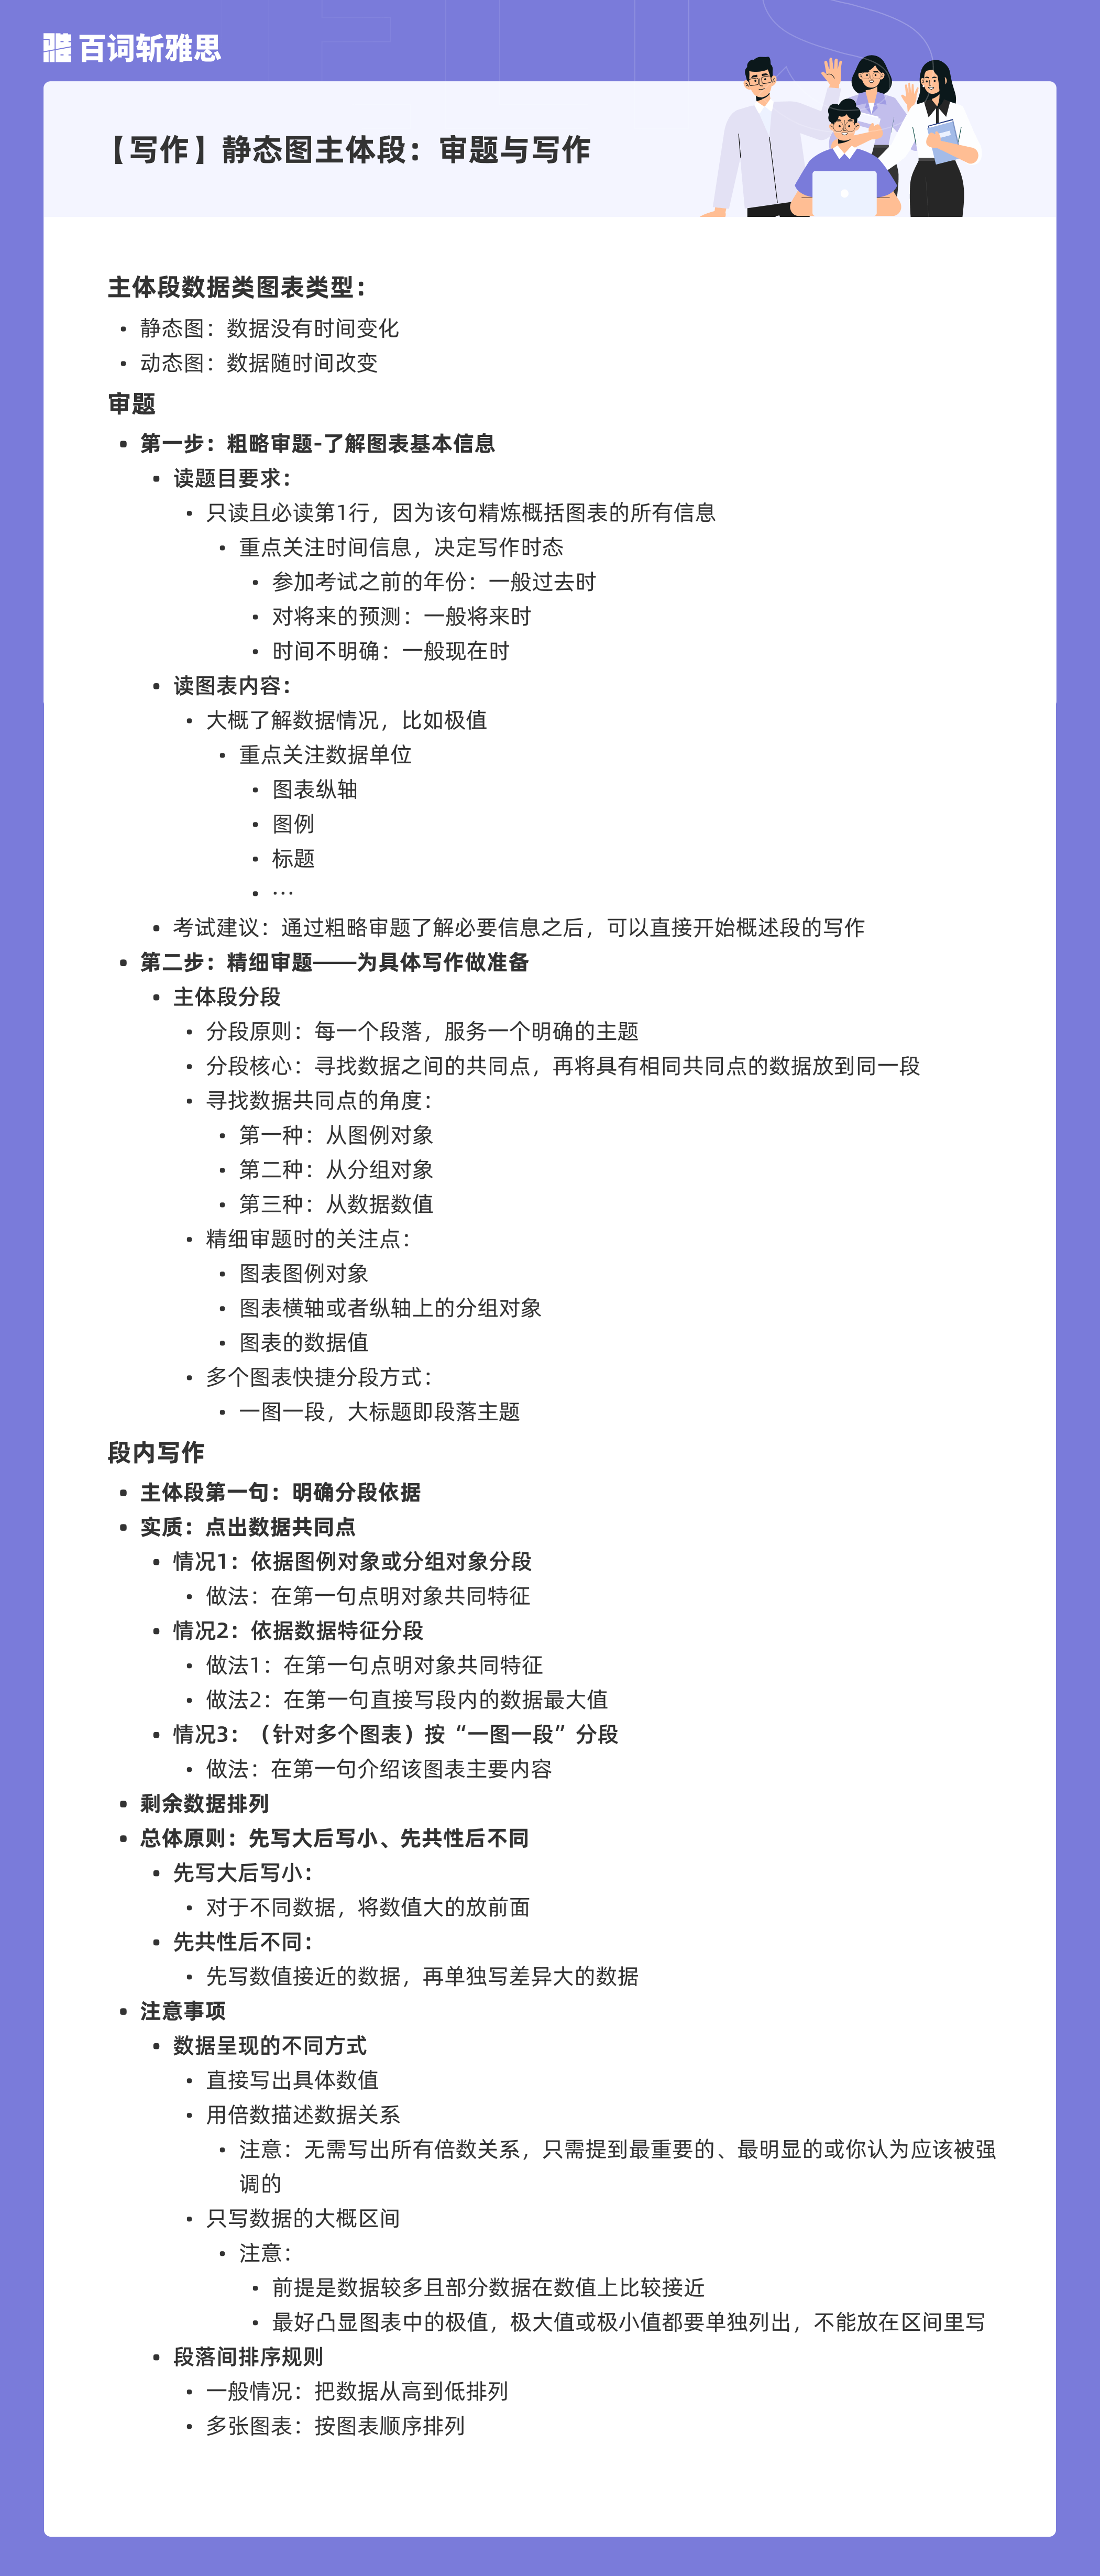 百词斩雅思
【写作】静态图主体段：审题与写作
主体段数据类图表类型：
• 静态图：数据没有时间变化
• 动态图：数据随时间改变
审题
• 第一步：粗略审题-了解图表基本信息
• 读题目要求：
• 只读且必读第1行，因为该句精炼概括图表的所有信息
• 重点关注时间信息，决定写作时态
• 参加考试之前的年份：一般过去时
• 对将来的预测：一般将来时
• 时间不明确：一般现在时
• 读图表内容：
• 大概了解数据情况，比如极值
• 重点关注数据单位
• 图表纵轴
• 图例
• 标题
• …
• 考试建议：通过粗略审题了解必要信息之后，可以直接开始概述段的写作
• 第二步：精细审题——为具体写作做准备
• 主体段分段
• 分段原则：每一个段落，服务一个明确的主题
• 分段核心：寻找数据之间的共同点，再将具有相同共同点的数据放到同一段
• 寻找数据共同点的角度：
• 第一种：从图例对象
• 第二种：从分组对象
• 第三种：从数据数值
• 精细审题时的关注点：
• 图表图例对象
• 图表横轴或者纵轴上的分组对象
• 图表的数据值
• 多个图表快捷分段方式：
• 一图一段，大标题即段落主题
段内写作
• 主体段第一句：明确分段依据
• 实质：点出数据共同点
• 情况1：依据图例对象或分组对象分段
• 做法：在第一句点明对象共同特征
• 情况2：依据数据特征分段
• 做法1：在第一句点明对象共同特征
• 做法2：在第一句直接写段内的数据最大值
• 情况3：（针对多个图表）按“一图一段”分段
• 做法：在第一句介绍该图表主要内容
• 剩余数据排列
• 总体原则：先写大后写小、先共性后不同
• 先写大后写小：
• 对于不同数据，将数值大的放前面
• 先共性后不同：
• 先写数值接近的数据，再单独写差异大的数据
• 注意事项
• 数据呈现的不同方式
• 直接写出具体数值
• 用倍数描述数据关系
• 注意：无需写出所有倍数关系，只需提到最重要的、最明显的或你认为应该被强
调的
• 只写数据的大概区间
• 注意：
• 前提是数据较多且部分数据在数值上比较接近
• 最好凸显图表中的极值，极大值或极小值都要单独列出，不能放在区间里写
• 段落间排序规则
• 一般情况：把数据从高到低排列
• 多张图表：按图表顺序排列